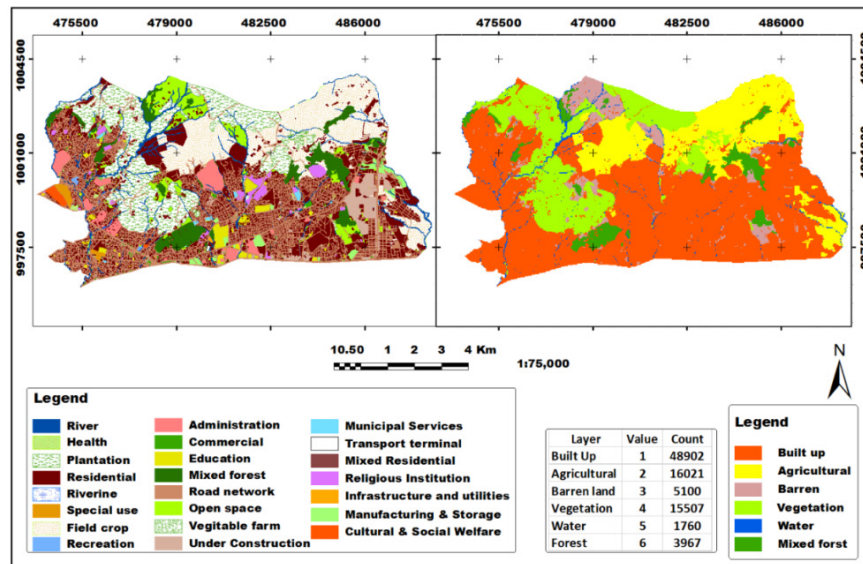 475500 479000 482500 486000 475500 479000 482500 486000
1004500
1001000
997500
10.50 1 2 3 4 Km
1:75,000
N
Legend
River
Health
Plantation
Residential
Riverine
Special use
Field crop
Recreation
Administration
Commercial
Education
Mixed forest
Road network
Open space
Vegitable farm
Under Construction
Municipal Services
Transport terminal
Mixed Residential
Religious Institution
Infrastructure and utilities
Manufacturing & Storage
Cultural & Social Welfare
Layer Value Count
Built Up 1 48902
Agricultural 2 16021
Barren land 3 5100
Vegetation 4 15507
Water 5 1760
Forest 6 3967
Legend
Built up
Agricultural
Barren
Vegetation
Water
Mixed forst